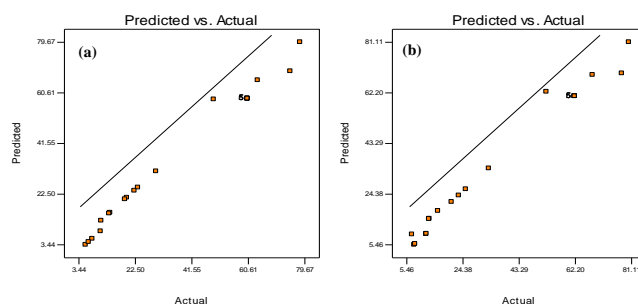 Predicted vs. Actual
(a)
79.67
60.61
41.55
22.50
3.44
Predicted
5
3.44 22.50 41.55 60.61 79.67
Actual
Predicted vs. Actual
(b)
81.11
62.20
43.29
24.38
5.46
Predicted
5.46 24.38 43.29 62.20 81.11
Actual